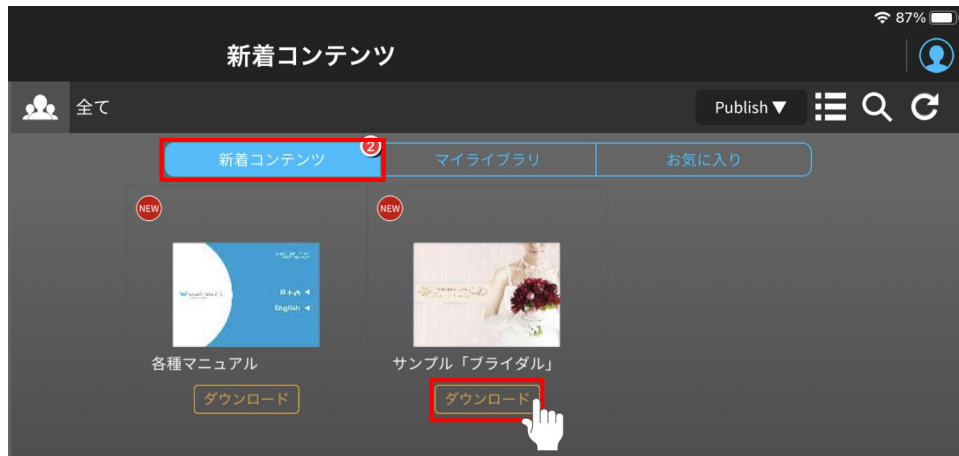 87%
新着コンテンツ
全て
Publish▼
新着コンテンツ
2
マイライブラリ
お気に入り
NEW
NEW
日本語 ◀
English ◀
各種マニュアル
サンプル「ブライダル」
ダウンロード
ダウンロード